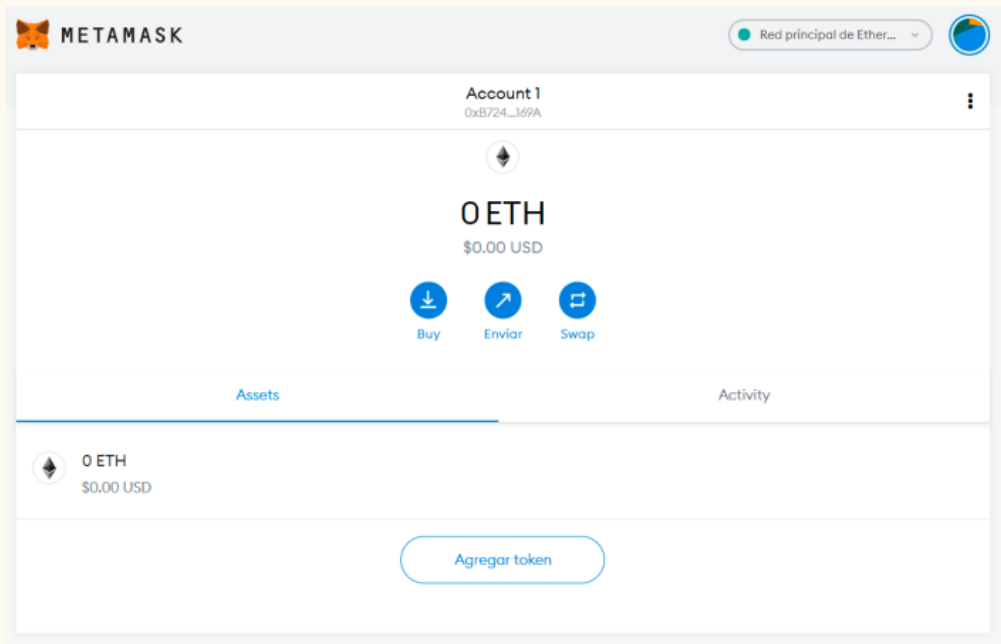 METAMASK
Red principal de Ether...
Account 1
0xB724...169A
0 ETH
$0.00 USD
Buy
Enviar
Swap
Assets
Activity
0 ETH
$0.00 USD
Agregar token